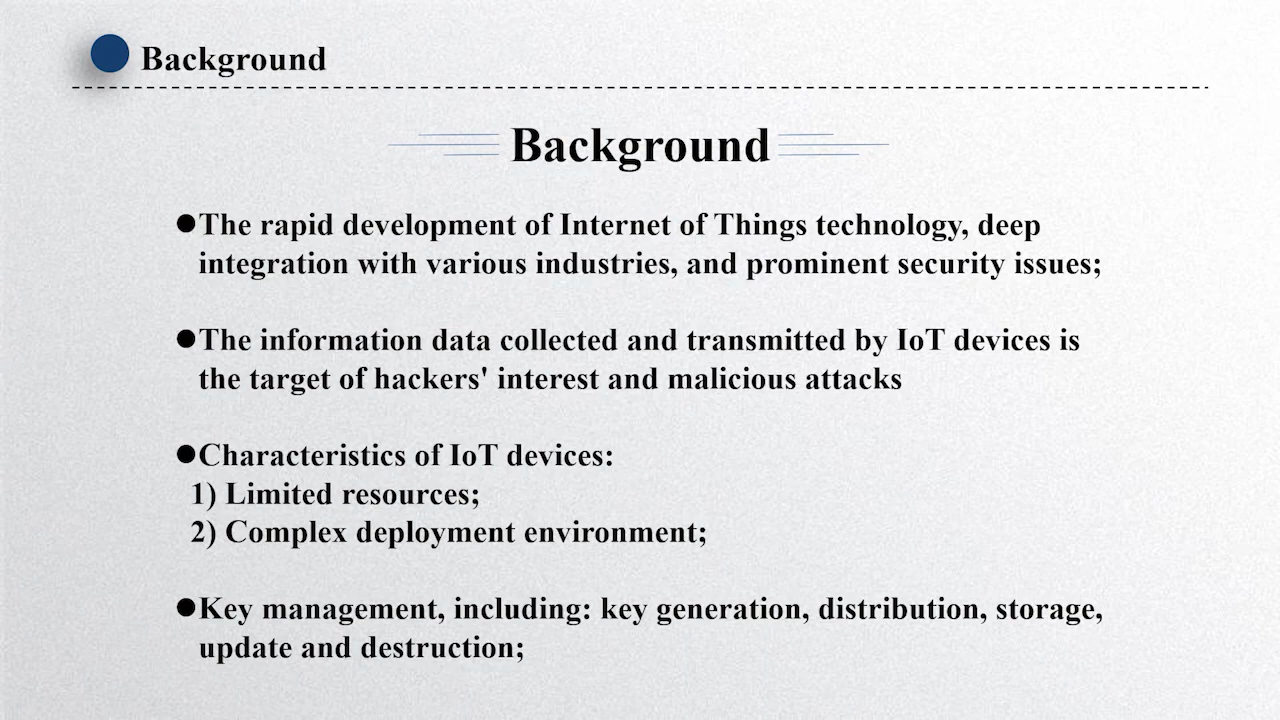 Background
Background
●The rapid development of Internet of Things technology, deep
integration with various industries, and prominent security issues;
●The information data collected and transmitted by IoT devices is
the target of hackers' interest and malicious attacks
●Characteristics of IoT devices:
1) Limited resources;
2) Complex deployment environment;
●Key management, including: key generation, distribution, storage,
update and destruction;